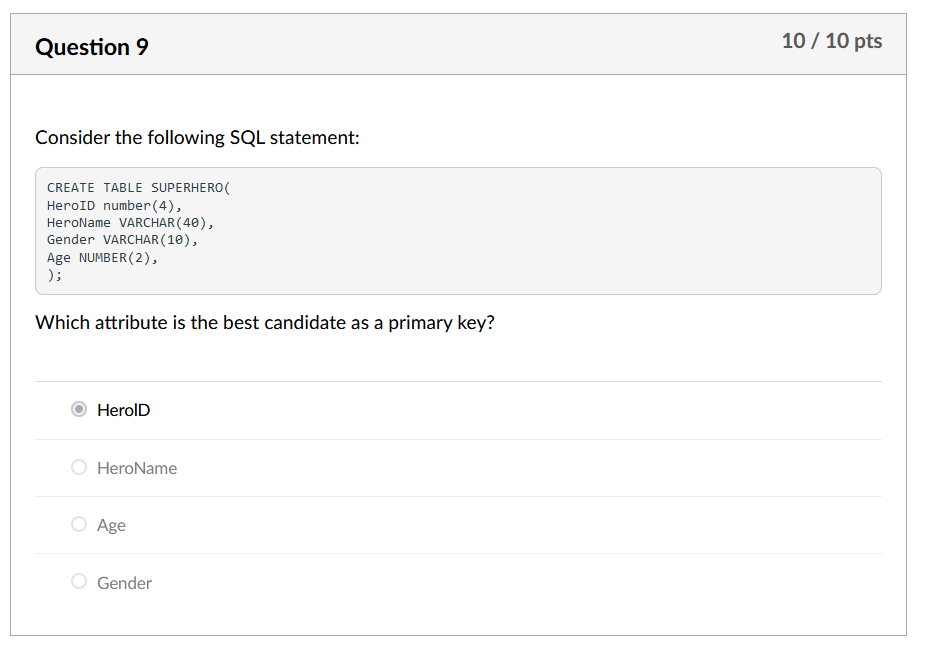 Question 9
10 / 10 pts
Consider the following SQL statement:
CREATE TABLE SUPERHERO(
HeroID number(4),
HeroName VARCHAR(40),
Gender VARCHAR(10),
Age NUMBER(2),
);
Which attribute is the best candidate as a primary key?
HeroID
HeroName
Age
Gender